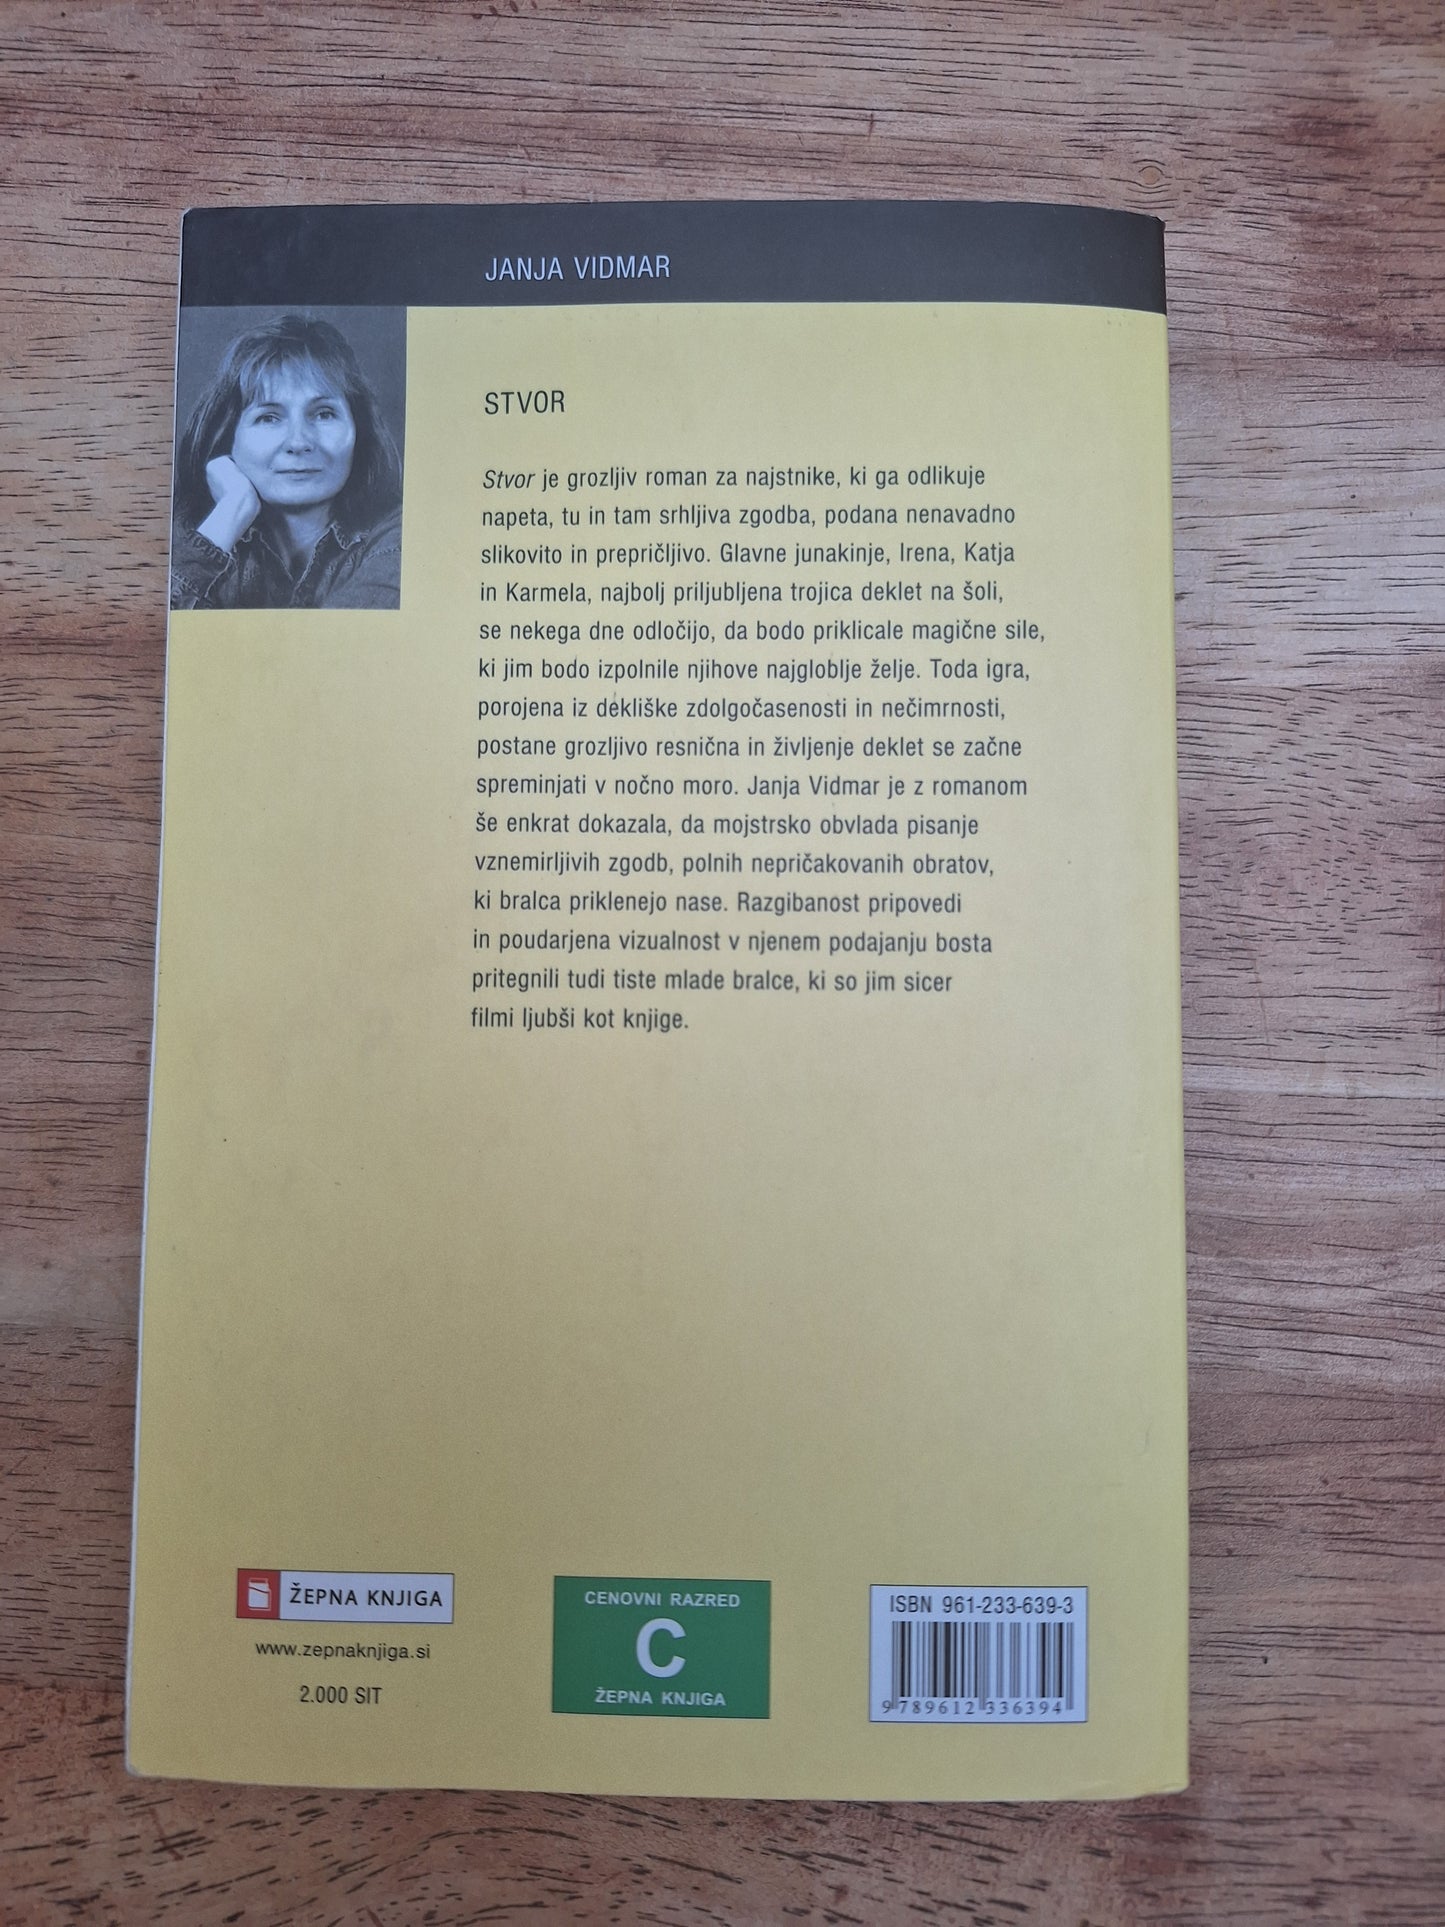 JANJA VIDMAR
STVOR
Stvor je grozljiv roman za najstnike, ki ga odlikuje
napeta, tu in tam srhljiva zgodba, podana nenavadno
slikovito in prepričljivo. Glavne junakinje, Irena, Katja
in Karmela, najbolj priljubljena trojica deklet na šoli,
se nekega dne odločijo, da bodo priklicale magične sile,
ki jim bodo izpolnile njihove najgloblje želje. Toda igra,
porojena iz dekliške zdolgočasenosti in nečimrnosti,
postane grozljivo resnična in življenje deklet se začne
spreminjati v nočno moro. Janja Vidmar je z romanom
še enkrat dokazala, da mojstrsko obvlada pisanje
vznemirljivih zgodb, polnih nepričakovanih obratov,
ki bralca priklenejo nase. Razgibanost pripovedi
in poudarjena vizualnost v njenem podajanju bosta
pritegnili tudi tiste mlade bralce, ki so jim sicer
filmi ljubši kot knjige.
ŽEPNA KNJIGA
www.zepnaknjiga.si
2.000 SIT
CENOVNI RAZRED
C
ŽEPNA KNJIGA
ISBN 961-233-639-3
9 789612 336394